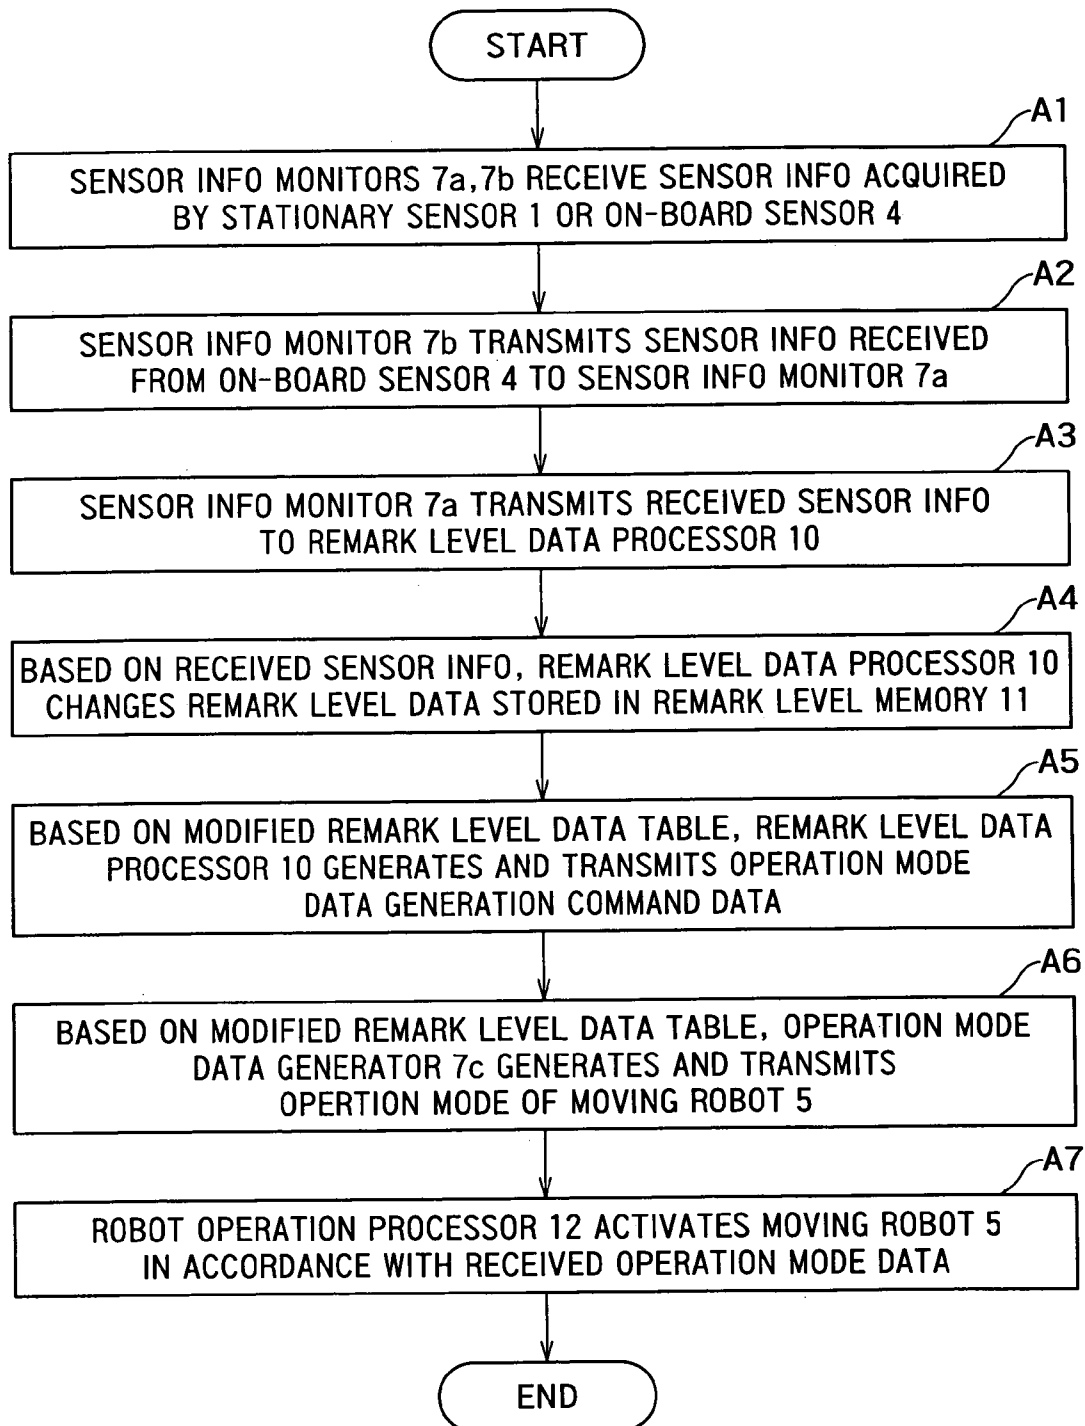 START
A1
SENSOR INFO MONITORS 7a,7b RECEIVE SENSOR INFO ACQUIRED
BY STATIONARY SENSOR 1 OR ON-BOARD SENSOR 4
A2
SENSOR INFO MONITOR 7b TRANSMITS SENSOR INFO RECEIVED
FROM ON-BOARD SENSOR 4 TO SENSOR INFO MONITOR 7a
A3
SENSOR INFO MONITOR 7a TRANSMITS RECEIVED SENSOR INFO
TO REMARK LEVEL DATA PROCESSOR 10
A4
BASED ON RECEIVED SENSOR INFO, REMARK LEVEL DATA PROCESSOR 10
CHANGES REMARK LEVEL DATA STORED IN REMARK LEVEL MEMORY 11
A5
BASED ON MODIFIED REMARK LEVEL DATA TABLE, REMARK LEVEL DATA
PROCESSOR 10 GENERATES AND TRANSMITS OPERATION MODE
DATA GENERATION COMMAND DATA
A6
BASED ON MODIFIED REMARK LEVEL DATA TABLE, OPERATION MODE
DATA GENERATOR 7c GENERATES AND TRANSMITS
OPERTION MODE OF MOVING ROBOT 5
A7
ROBOT OPERATION PROCESSOR 12 ACTIVATES MOVING ROBOT 5
IN ACCORDANCE WITH RECEIVED OPERATION MODE DATA
END